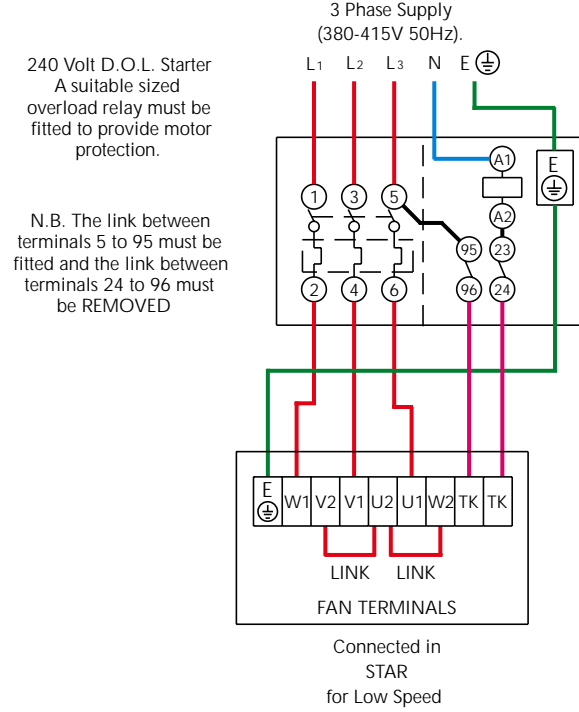 3 Phase Supply
(380-415V 50Hz).
L1 L2 L3 N E
240 Volt D.O.L. Starter
A suitable sized
overload relay must be
fitted to provide motor
protection.
N.B. The link between
terminals 5 to 95 must be
fitted and the link between
terminals 24 to 96 must
be REMOVED
A1
E
1 3 5
A2
95 23
2 4 6 96 24
E W1 V2 V1 U2 U1 W2 TK TK
LINK LINK
FAN TERMINALS
Connected in
STAR
for Low Speed